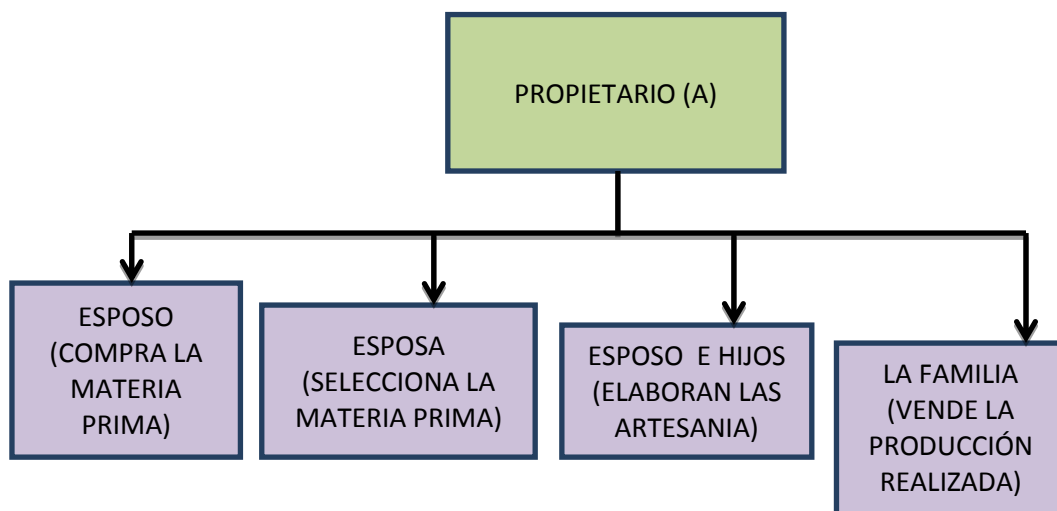 PROPIETARIO (A)
ESPOSO
(COMPRA LA
MATERIA
PRIMA)
ESPOSA
(SELECCIONA LA
MATERIA PRIMA)
ESPOSO E HIJOS
(ELABORAN LAS
ARTESANIA)
LA FAMILIA
(VENDE LA
PRODUCCIÓN
REALIZADA)